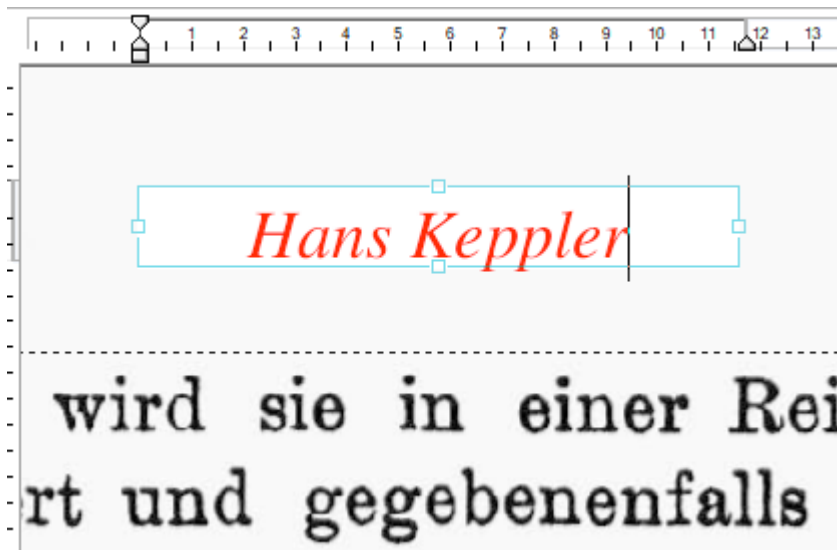 1 2 3 4 5 6 7 8 9 10 11 12 13
Hans Keppler
wird sie in einer Rei
rt und gegebenenfalls